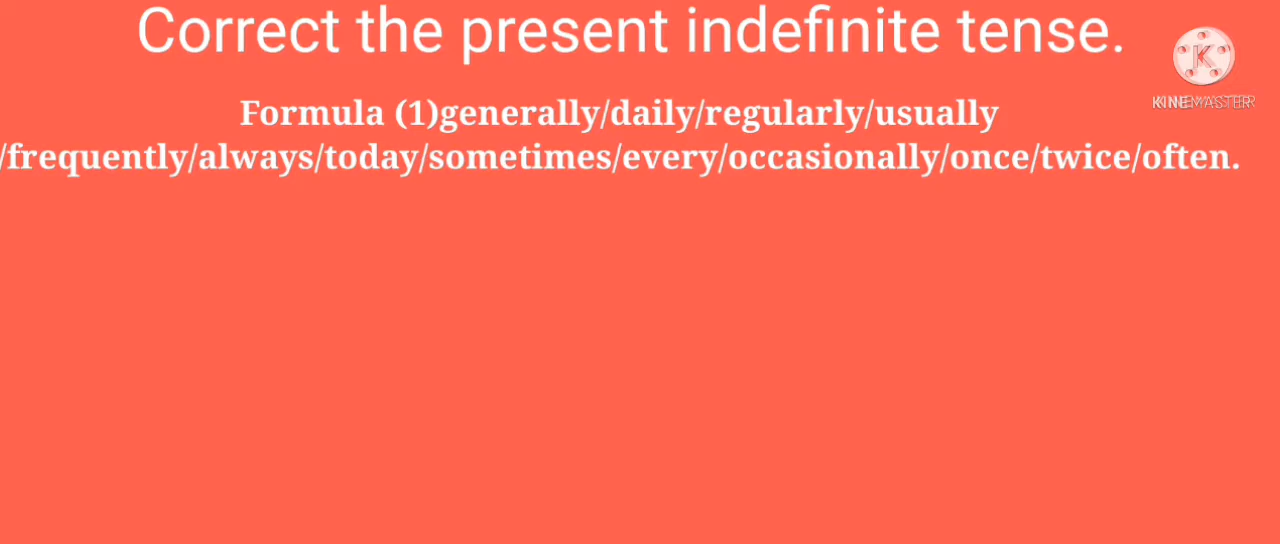 Correct the present indefinite tense.
Formula (1)generally/daily/regularly/usually
/frequently/always/today/sometimes/every/occasionally/once/twice/often.
K
KINEMASTER